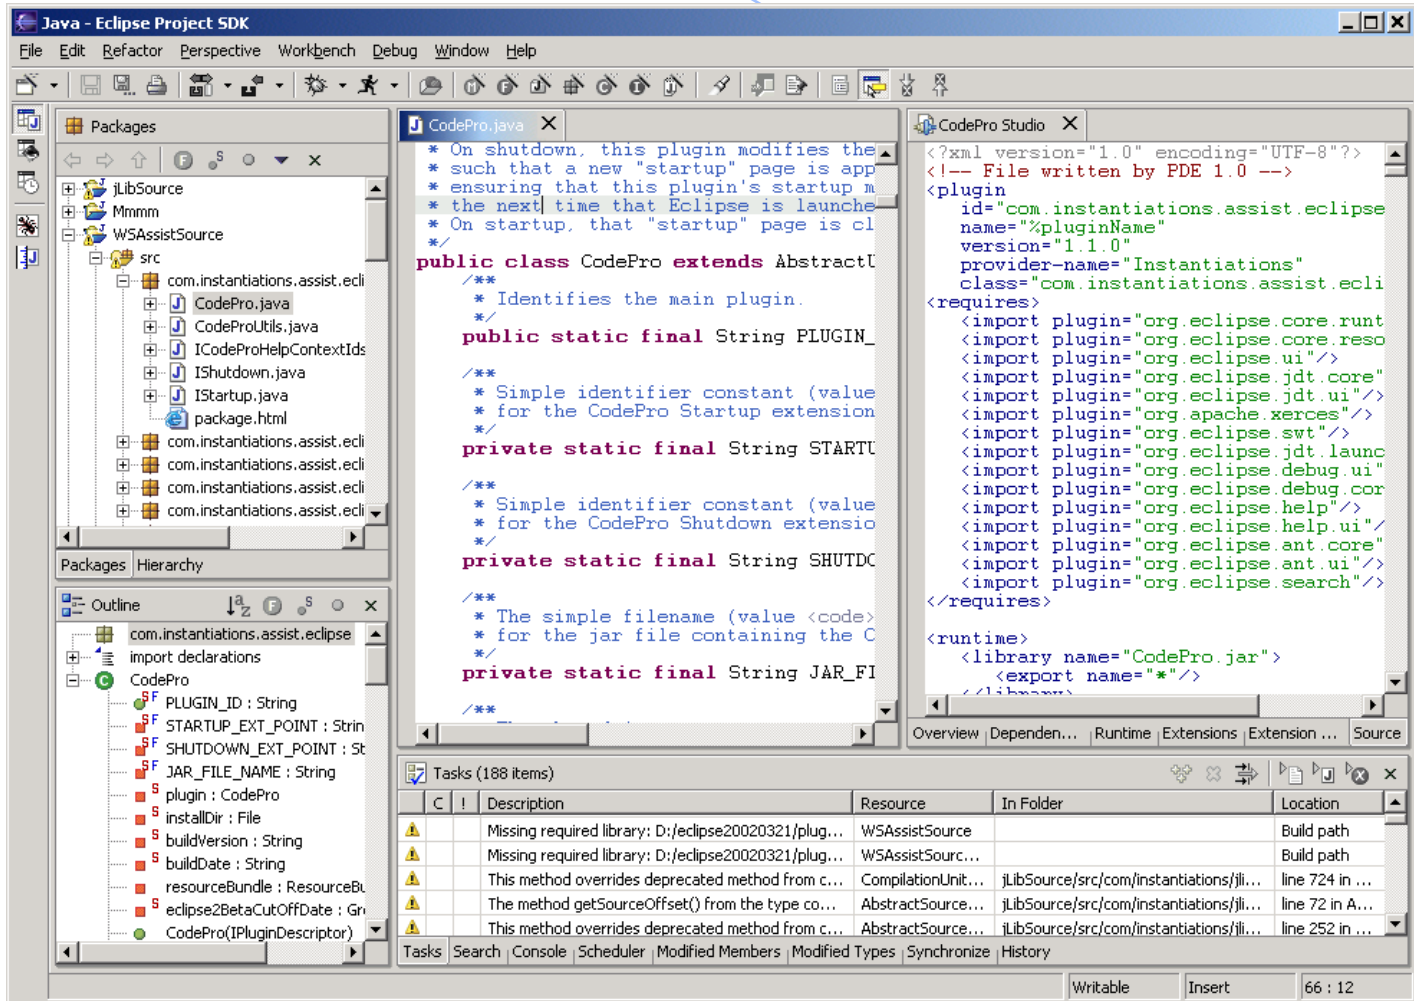 Java - Eclipse Project SDK
File Edit Refactor Perspective Workbench Debug Window Help
Packages
jLibSource
Mmmm
WSAssistSource
src
com.instantiations.assist.ecli
CodePro.java
CodeProUtils.java
ICodeProHelpContextIds
IShutdown.java
IStartup.java
package.html
com.instantiations.assist.ecli
com.instantiations.assist.ecli
com.instantiations.assist.ecli
com.instantiations.assist.ecli
Packages Hierarchy
Outline
com.instantiations.assist.eclipse
import declarations
CodePro
PLUGIN_ID : String
STARTUP_EXT_POINT : Strin
SHUTDOWN_EXT_POINT : St
JAR_FILE_NAME : String
plugin : CodePro
installDir : File
buildVersion : String
buildDate : String
resourceBundle : ResourceBu
eclipse2BetaCutOffDate : Gr
CodePro(IPluginDescriptor)
CodePro.java
* On shutdown, this plugin modifies the
* such that a new "startup" page is app
* ensuring that this plugin's startup m
* the next time that Eclipse is launche
* On startup, that "startup" page is cl
*/
public class CodePro extends AbstractU
/**
* Identifies the main plugin.
*/
public static final String PLUGIN_
/**
* Simple identifier constant (value
* for the CodePro Startup extension
*/
private static final String STARTU
/**
* Simple identifier constant (value
* for the CodePro Shutdown extensio
*/
private static final String SHUTDO
/**
* The simple filename (value <code>
* for the jar file containing the C
*/
private static final String JAR_FI
/**
CodePro Studio
<?xml version="1.0" encoding="UTF-8"?>
<!-- File written by PDE 1.0 -->
<plugin
id="com.instantiations.assist.eclipse
name="%pluginName"
version="1.1.0"
provider-name="Instantiations"
class="com.instantiations.assist.ecli
<requires>
<import plugin="org.eclipse.core.runt
<import plugin="org.eclipse.core.reso
<import plugin="org.eclipse.ui"/>
<import plugin="org.eclipse.jdt.core"
<import plugin="org.eclipse.jdt.ui"/>
<import plugin="org.apache.xerces"/>
<import plugin="org.eclipse.swt"/>
<import plugin="org.eclipse.jdt.launc
<import plugin="org.eclipse.debug.ui"
<import plugin="org.eclipse.debug.cor
<import plugin="org.eclipse.help"/>
<import plugin="org.eclipse.help.ui"/
<import plugin="org.eclipse.ant.core"
<import plugin="org.eclipse.ant.ui"/>
<import plugin="org.eclipse.search"/>
</requires>
<runtime>
<library name="CodePro.jar">
<export name="*"/>
</library>
Overview Dependen... Runtime Extensions Extension ... Source
Tasks (188 items)
C ! Description Resource In Folder Location
Missing required library: D:/eclipse20020321/plug... WSAssistSource Build path
Missing required library: D:/eclipse20020321/plug... WSAssistSourc... Build path
This method overrides deprecated method from c... CompilationUnit... jLibSource/src/com/instantiations/jli... line 724 in ...
The method getSourceOffset() from the type co... AbstractSource... jLibSource/src/com/instantiations/jli... line 72 in A...
This method overrides deprecated method from c... AbstractSource... jLibSource/src/com/instantiations/jli... line 252 in ...
Tasks Search Console Scheduler Modified Members Modified Types Synchronize History
Writable Insert 66 : 12